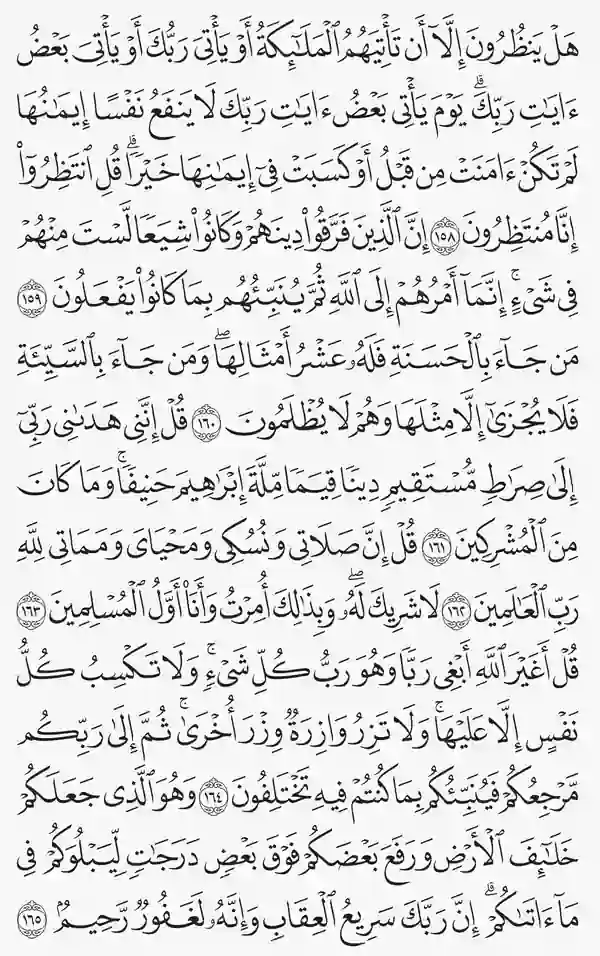 هَلْ يَنظُرُونَ إِلَّآ أَن تَأْتِيَهُمُ ٱلْمَلَـٰٓئِكَةُ أَوْ يَأْتِىَ رَبُّكَ أَوْ يَأْتِىَ بَعْضُ
ءَايَـٰتِ رَبِّكَ ۗ يَوْمَ يَأْتِى بَعْضُ ءَايَـٰتِ رَبِّكَ لَا يَنفَعُ نَفْسًا إِيمَـٰنُهَا
لَمْ تَكُنْ ءَامَنَتْ مِن قَبْلُ أَوْ كَسَبَتْ فِىٓ إِيمَـٰنِهَا خَيْرًا ۗ قُلِ ٱنتَظِرُوٓا۟
إِنَّا مُنتَظِرُونَ ١٥٨ إِنَّ ٱلَّذِينَ فَرَّقُوا۟ دِينَهُمْ وَكَانُوا۟ شِيَعًا لَّسْتَ مِنْهُمْ
فِى شَىْءٍ ۚ إِنَّمَآ أَمْرُهُمْ إِلَى ٱللَّهِ ثُمَّ يُنَبِّئُهُم بِمَا كَانُوا۟ يَفْعَلُونَ ١٥٩
مَن جَآءَ بِٱلْحَسَنَةِ فَلَهُۥ عَشْرُ أَمْثَالِهَا ۖ وَمَن جَآءَ بِٱلسَّيِّئَةِ
فَلَا يُجْزَىٰٓ إِلَّا مِثْلَهَا وَهُمْ لَا يُظْلَمُونَ ١٦٠ قُلْ إِنَّنِى هَدَىٰنِى رَبِّىٓ
إِلَىٰ صِرَٰطٍ مُّسْتَقِيمٍ دِينًا قِيَمًا مِّلَّةَ إِبْرَٰهِيمَ حَنِيفًا ۚ وَمَا كَانَ
مِنَ ٱلْمُشْرِكِينَ ١٦١ قُلْ إِنَّ صَلَاتِى وَنُسُكِى وَمَحْيَاىَ وَمَمَاتِى لِلَّهِ
رَبِّ ٱلْعَـٰلَمِينَ ١٦٢ لَا شَرِيكَ لَهُۥ ۖ وَبِذَٰلِكَ أُمِرْتُ وَأَنَا۠ أَوَّلُ ٱلْمُسْلِمِينَ ١٦٣
قُلْ أَغَيْرَ ٱللَّهِ أَبْغِى رَبًّا وَهُوَ رَبُّ كُلِّ شَىْءٍ ۚ وَلَا تَكْسِبُ كُلُّ
نَفْسٍ إِلَّا عَلَيْهَا ۚ وَلَا تَزِرُ وَازِرَةٌ وِزْرَ أُخْرَىٰ ۚ ثُمَّ إِلَىٰ رَبِّكُم
مَّرْجِعُكُمْ فَيُنَبِّئُكُم بِمَا كُنتُمْ فِيهِ تَخْتَلِفُونَ ١٦٤ وَهُوَ ٱلَّذِى جَعَلَكُمْ
خَلَـٰٓئِفَ ٱلْأَرْضِ وَرَفَعَ بَعْضَكُمْ فَوْقَ بَعْضٍ دَرَجَـٰتٍ لِّيَبْلُوَكُمْ فِى
مَآ ءَاتَىٰكُمْ ۗ إِنَّ رَبَّكَ سَرِيعُ ٱلْعِقَابِ وَإِنَّهُۥ لَغَفُورٌ رَّحِيمٌۢ ١٦٥